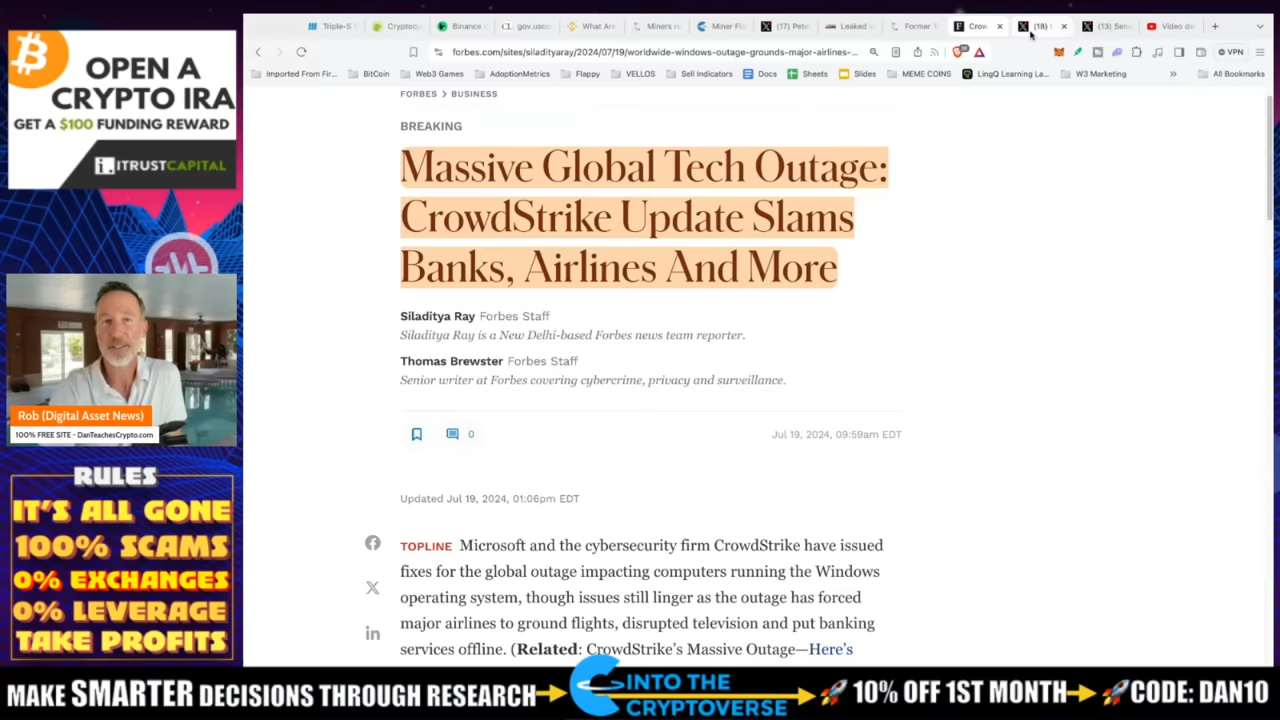 OPEN A
CRYPTO IRA
GET A $100 FUNDING REWARD
ITRUSTCAPITAL
Rob (Digital Asset News)
100% FREE SITE - DanTeachesCrypto.com
RULES
IT'S ALL GONE
100% SCAMS
0% EXCHANGES
0% LEVERAGE
TAKE PROFITS
Triple-5
Cryptocu
Binance
gov.usco
What Are
Miners re
Miner Fl
(17) Pete
Leaked
Former
Crow
(18)
(13) Sen
Video do
forbes.com/sites/siladityaray/2024/07/19/worldwide-windows-outage-grounds-major-airlines-...
VPN
Imported From Fir...
BitCoin
Web3 Games
AdoptionMetrics
Flappy
VELLOS
Sell Indicators
Docs
Sheets
Slides
MEME COINS
LingQ Learning La...
W3 Marketing
All Bookmarks
FORBES > BUSINESS
BREAKING
Massive Global Tech Outage:
CrowdStrike Update Slams
Banks, Airlines And More
Siladitya Ray Forbes Staff
Siladitya Ray is a New Delhi-based Forbes news team reporter.
Thomas Brewster Forbes Staff
Senior writer at Forbes covering cybercrime, privacy and surveillance.
0
Jul 19, 2024, 09:59am EDT
Updated Jul 19, 2024, 01:06pm EDT
TOPLINE Microsoft and the cybersecurity firm CrowdStrike have issued
fixes for the global outage impacting computers running the Windows
operating system, though issues still linger as the outage has forced
major airlines to ground flights, disrupted television and put banking
services offline. (Related: CrowdStrike's Massive Outage—Here's
MAKE SMARTER DECISIONS THROUGH RESEARCH
INTO THE
CRYPTOVERSE
10% OFF 1ST MONTH
CODE: DAN10